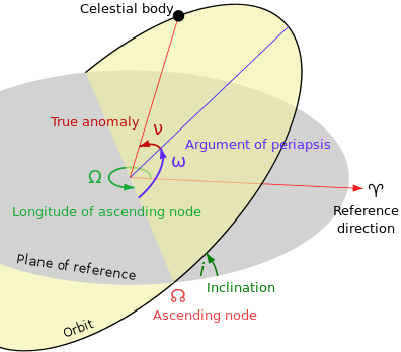 Celestial body
True anomaly
ν
ω
Argument of periapsis
Ω
♈
Reference
direction
Longitude of ascending node
Plane of reference
i
Inclination
☊
Ascending node
Orbit